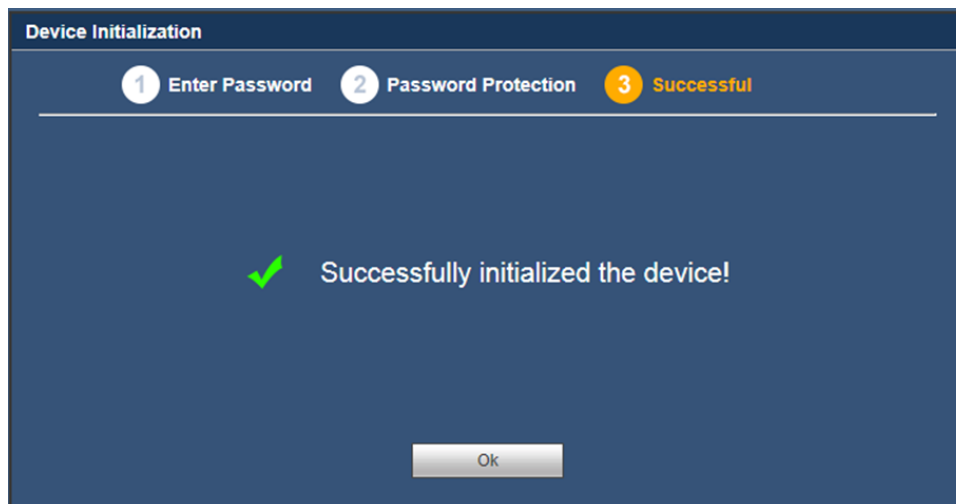 Device Initialization
1 Enter Password 2 Password Protection 3 Successful
Successfully initialized the device!
Ok